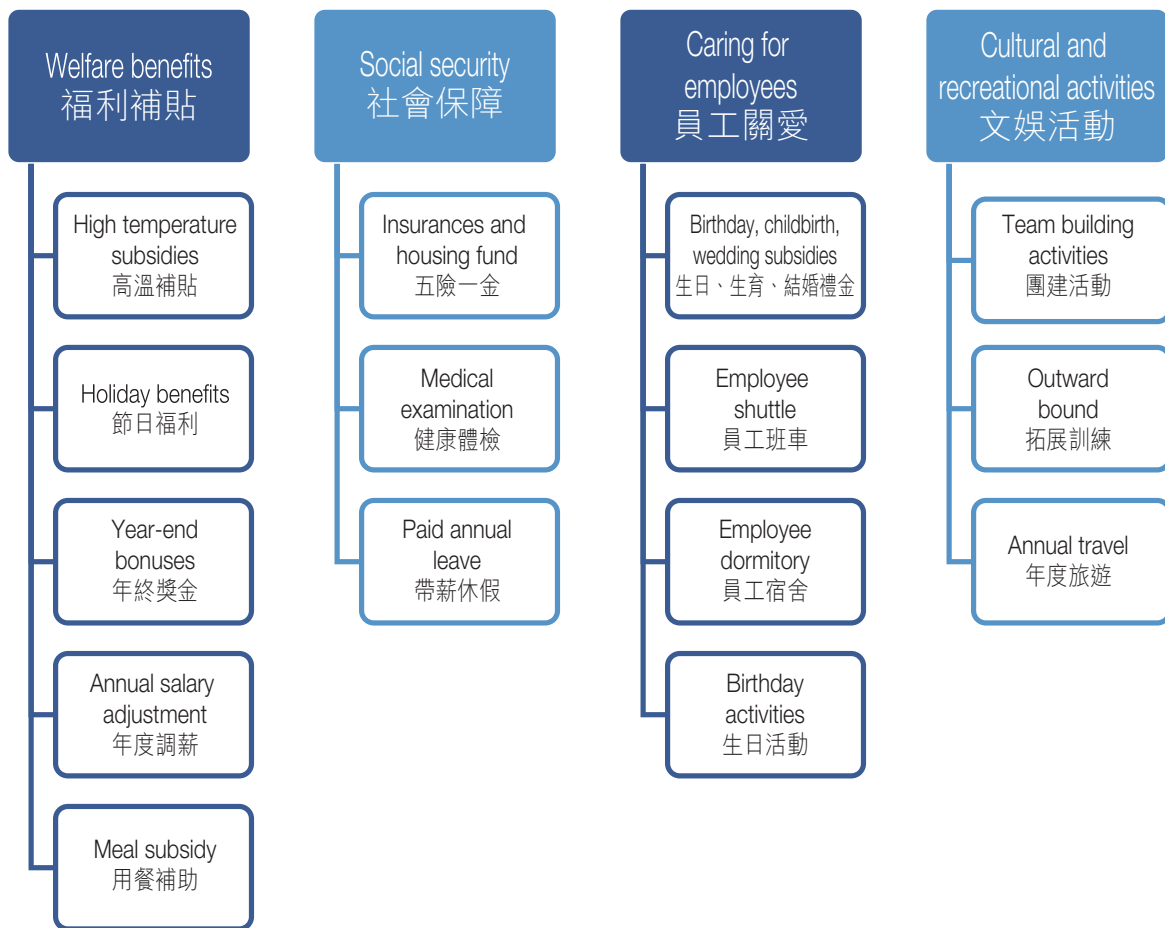 Welfare benefits
福利補貼
High temperature
subsidies
高溫補貼
Holiday benefits
節日福利
Year-end
bonuses
年終獎金
Annual salary
adjustment
年度調薪
Meal subsidy
用餐補助
Social security
社會保障
Insurances and
housing fund
五險一金
Medical
examination
健康體檢
Paid annual
leave
帶薪休假
Caring for
employees
員工關愛
Birthday, childbirth,
wedding subsidies
生日、生育、結婚禮金
Employee
shuttle
員工班車
Employee
dormitory
員工宿舍
Birthday
activities
生日活動
Cultural and
recreational activities
文娛活動
Team building
activities
團建活動
Outward
bound
拓展訓練
Annual travel
年度旅遊